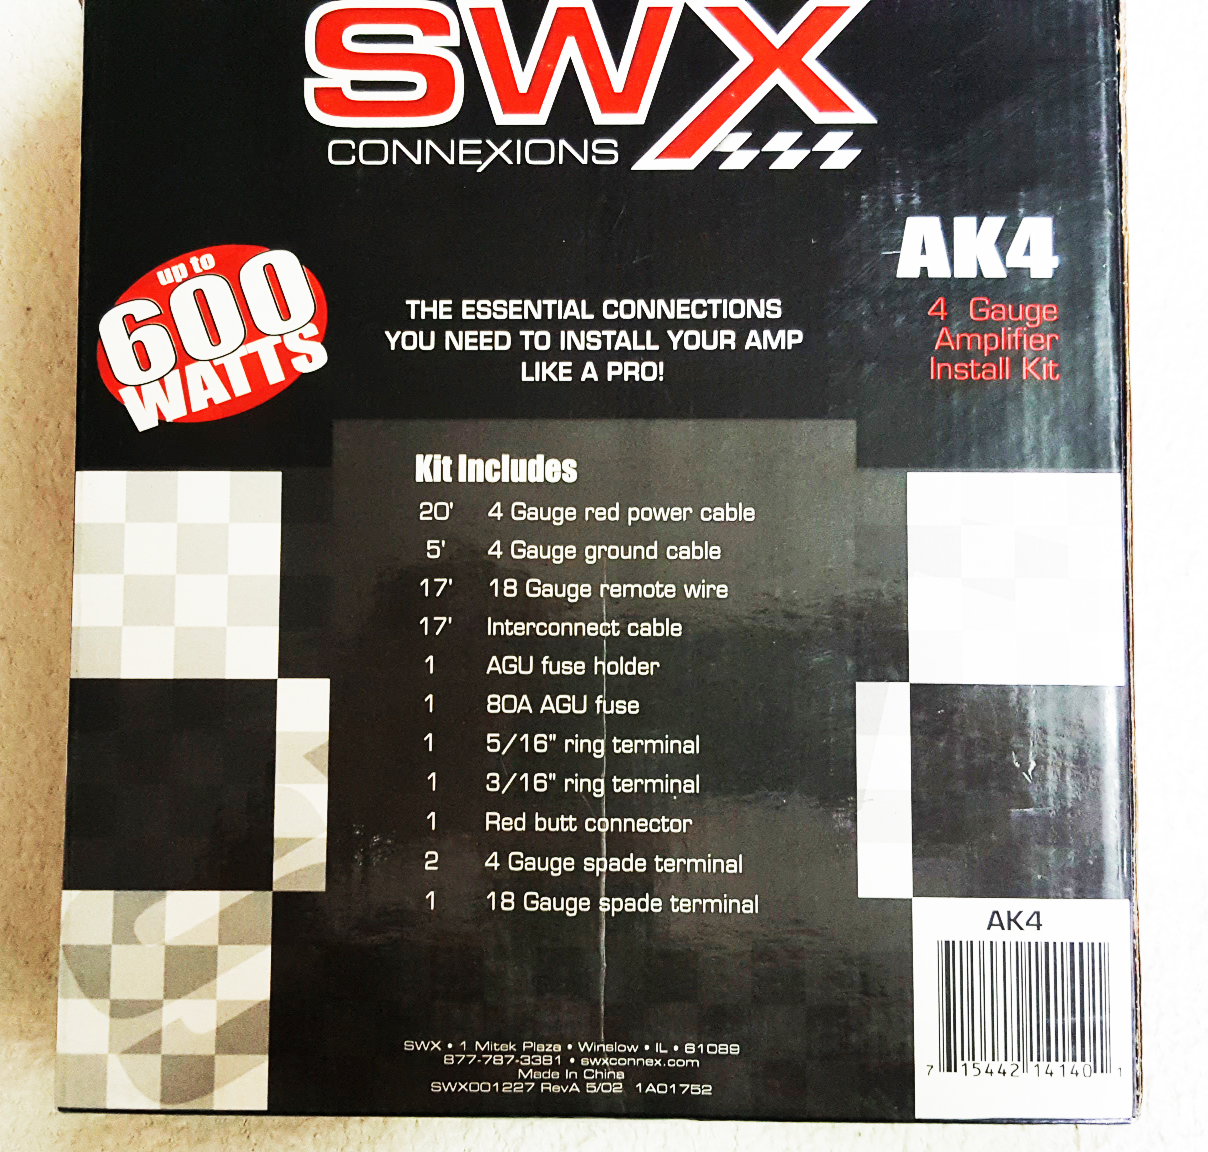 SWX
CONNEXIONS
AK4
4 Gauge
Amplifier
Install Kit
up to
600
WATTS
THE ESSENTIAL CONNECTIONS
YOU NEED TO INSTALL YOUR AMP
LIKE A PRO!
Kit Includes
20' 4 Gauge red power cable
5' 4 Gauge ground cable
17' 18 Gauge remote wire
17' Interconnect cable
1 AGU fuse holder
1 80A AGU fuse
1 5/16" ring terminal
1 3/16" ring terminal
1 Red butt connector
2 4 Gauge spade terminal
1 18 Gauge spade terminal
SWX • 1 Mitek Plaza • Winslow • IL • 61089
877-787-3381 • swxconnex.com
Made In China
SWX001227 RevA 5/02 1A01752
AK4
7 15442 14140 1